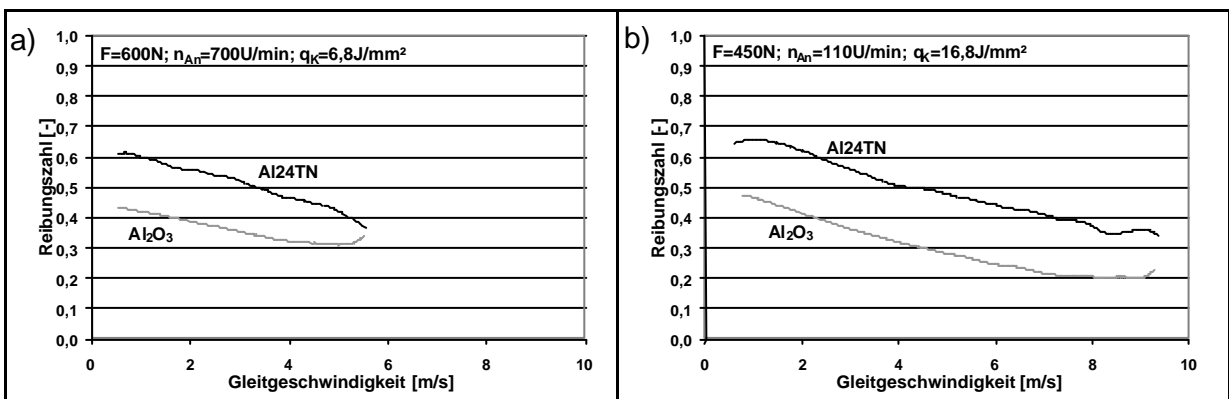 a)
F=600N; nAn=700U/min; qK=6,8J/mm²
Reibungszahl [-]
1,0
0,9
0,8
0,7
0,6
0,5
0,4
0,3
0,2
0,1
0,0
Al24TN
Al₂O₃
0 2 4 6 8 10
Gleitgeschwindigkeit [m/s]
b)
F=450N; nAn=110U/min; qK=16,8J/mm²
Reibungszahl [-]
1,0
0,9
0,8
0,7
0,6
0,5
0,4
0,3
0,2
0,1
0,0
Al24TN
Al₂O₃
0 2 4 6 8 10
Gleitgeschwindigkeit [m/s]